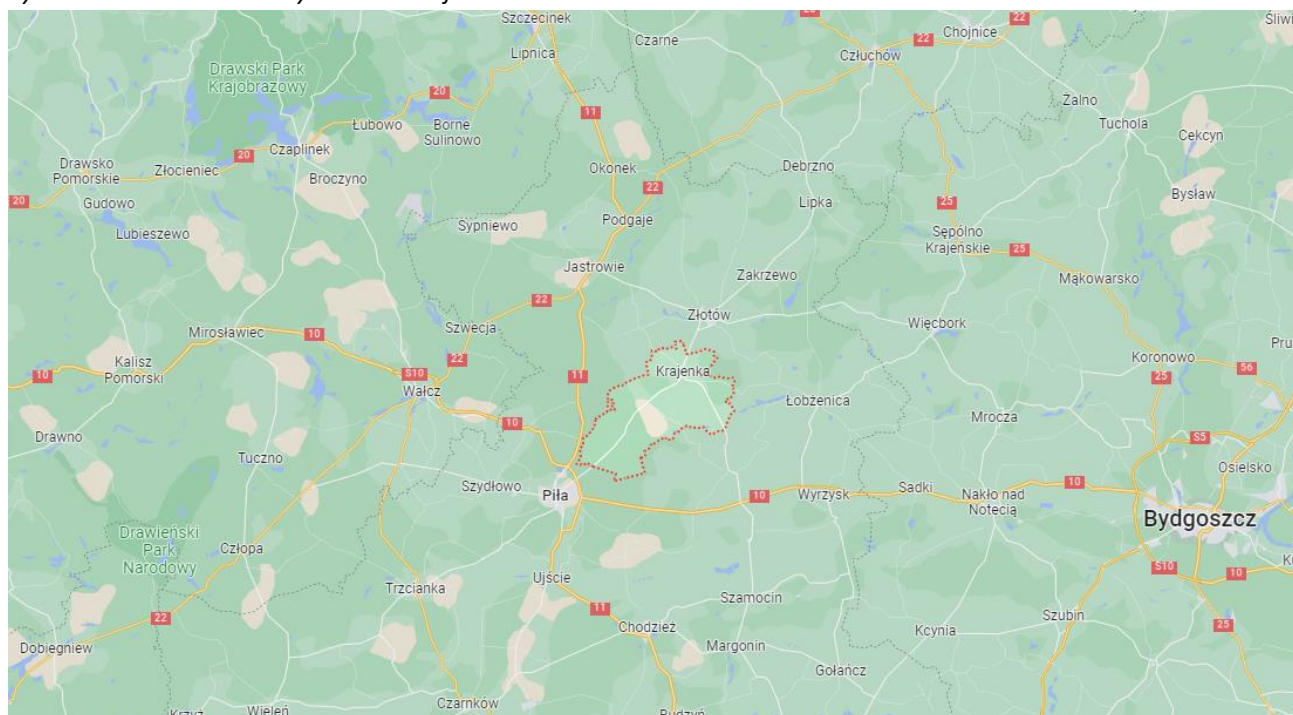 Szczecinek
22
22
Chojnice
Lipnica
Czarne
Człuchów
22
Drawski Park
Krajobrazowy
20
11
Żalno
Tuchola
Łubowo
Borne
Sulinowo
Cekcyn
Czaplinek
Drawsko
Pomorskie
Złocieniec
20
Broczyno
Okonek
22
Debrzno
Bysław
20
Gudowo
Lipka
25
Lubieszewo
Sypniewo
Podgaje
Sępólno
Krajeńskie
25
Jastrowie
Zakrzewo
Mąkowarsko
22
Złotów
Mirosławiec
10
Szwecja
Więcbork
Kalisz
Pomorski
22
Krajenka
Koronowo
56
10
S10
11
25
Wałcz
Łobżenica
Mrocza
Drawno
10
S5
Tuczno
Osielsko
Szydłowo
Piła
10
Wyrzysk
Sadki
Nakło nad
Notecią
10
Bydgoszcz
Drawieński
Park
Narodowy
Człopa
Trzcianka
Ujście
S10
10
22
11
Szamocin
Szubin
25
Dobiegniew
Chodzież
Kcynia
Margonin
Gołańcz
Czarnków